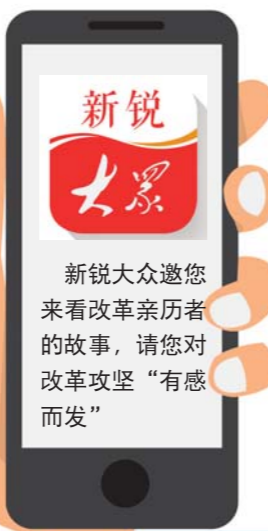 新锐
大众
新锐大众邀您
来看改革亲历者
的故事，请您对
改革攻坚“有感
而发”